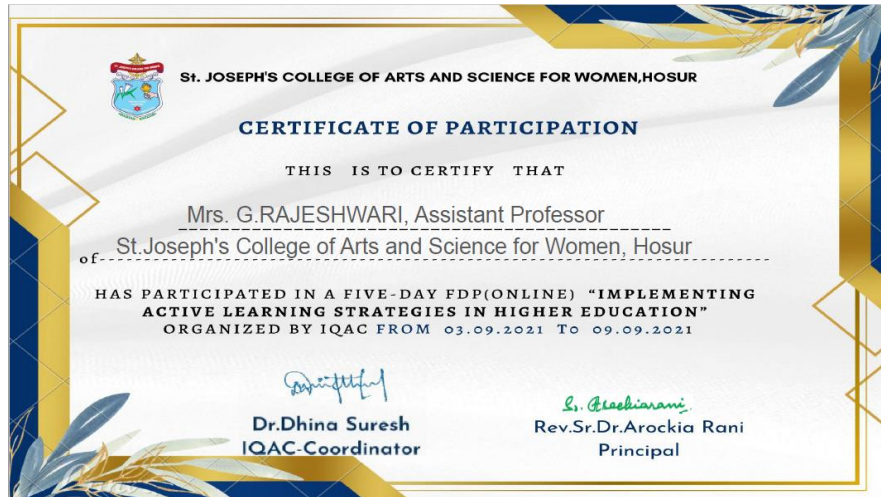 St. JOSEPH'S COLLEGE OF ARTS AND SCIENCE FOR WOMEN,HOSUR
CERTIFICATE OF PARTICIPATION
THIS IS TO CERTIFY THAT
Mrs. G.RAJESHWARI, Assistant Professor
of St.Joseph's College of Arts and Science for Women, Hosur
HAS PARTICIPATED IN A FIVE-DAY FDP(ONLINE) “IMPLEMENTING
ACTIVE LEARNING STRATEGIES IN HIGHER EDUCATION”
ORGANIZED BY IQAC FROM 03.09.2021 To 09.09.2021
Dr.Dhina Suresh
IQAC-Coordinator
Rev.Sr.Dr.Arockia Rani
Principal